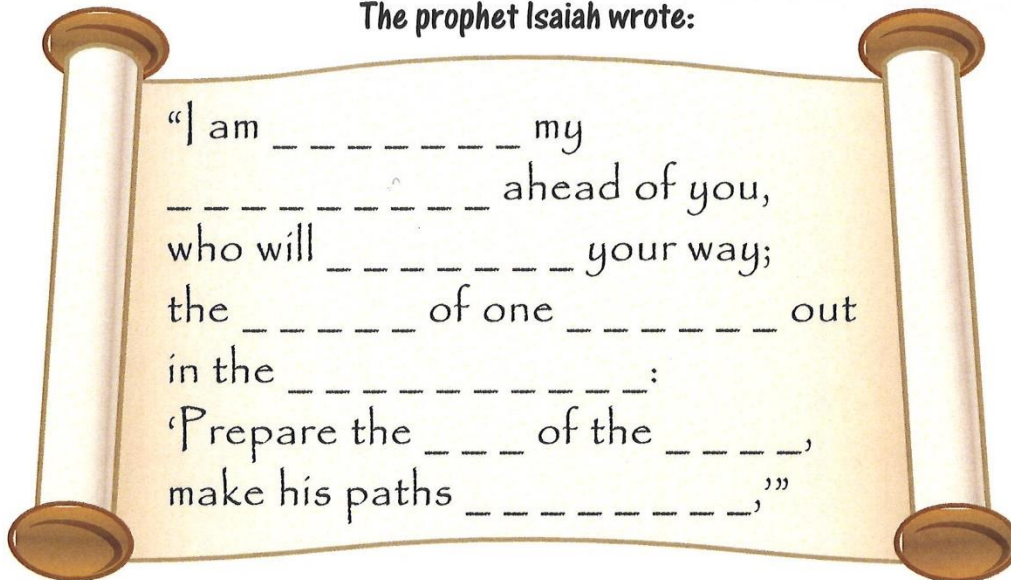 The prophet Isaiah wrote:
“I am _ _ _ _ _ _ _ my
_ _ _ _ _ _ _ _ _ ahead of you,
who will _ _ _ _ _ _ _ your way;
the _ _ _ _ _ of one _ _ _ _ _ _ out
in the _ _ _ _ _ _ _ _ _ _:
‘Prepare the _ _ _ of the _ _ _ _,
make his paths _ _ _ _ _ _ _ _,’”